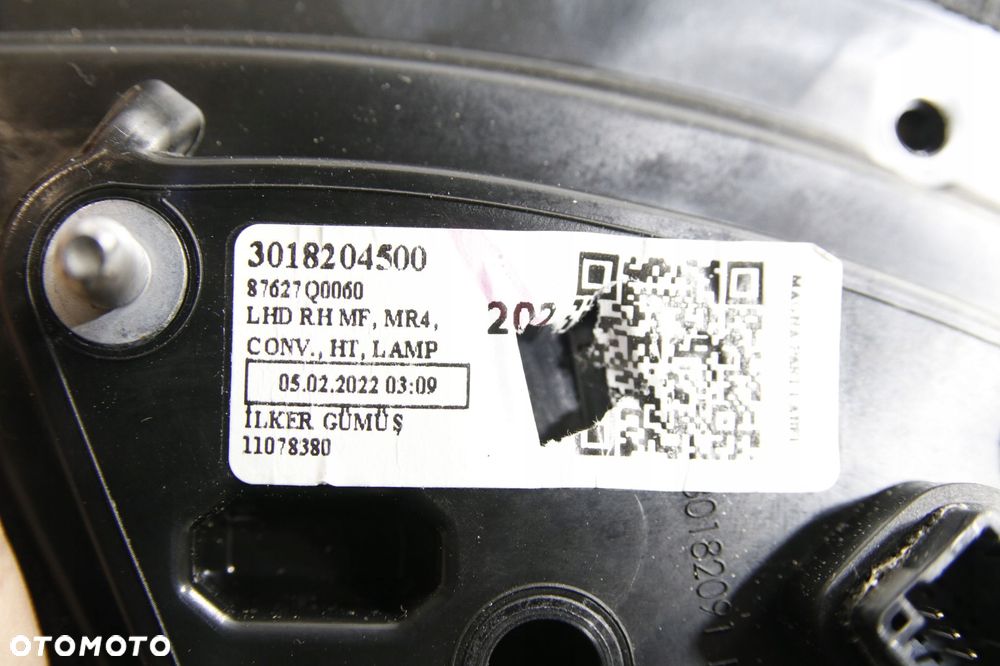 3018204500
87627Q0060
LHD RH MF, MR4,
CONV., HT, LAMP
05.02.2022 03:09
İLKER GÜMÜŞ
11078380
OTOMOTO